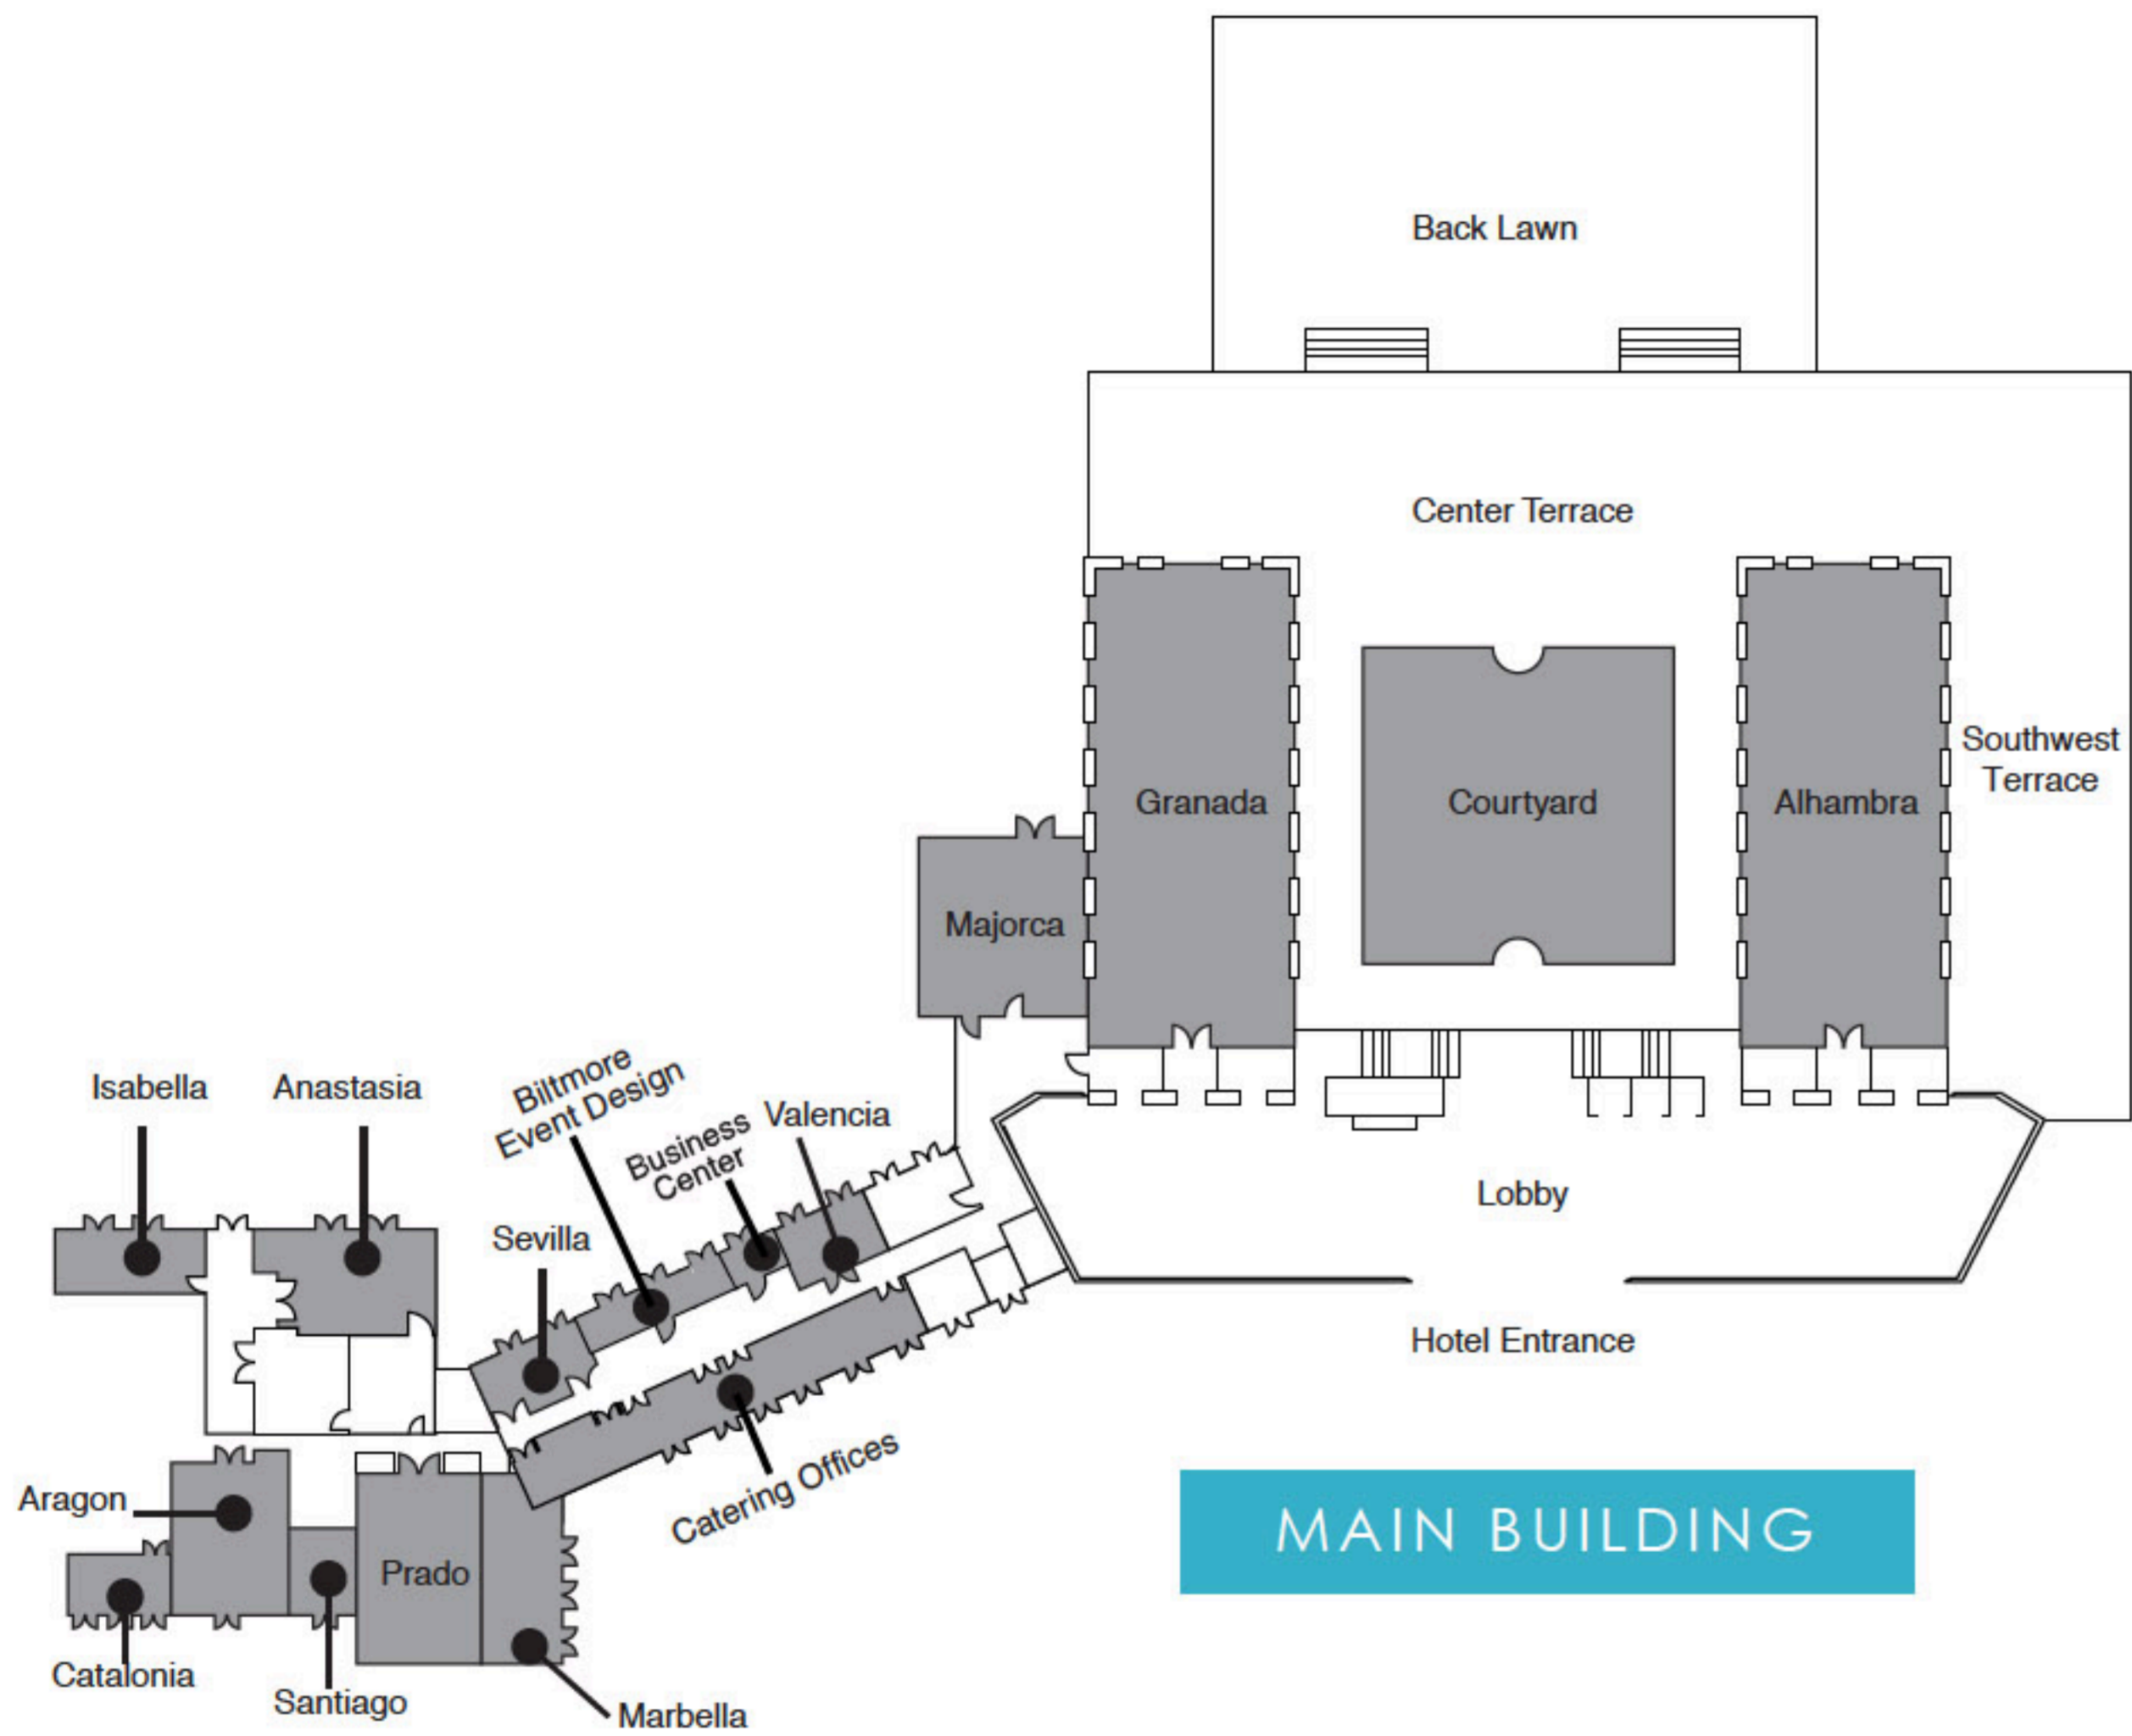 Back Lawn
Center Terrace
Southwest
Terrace
Granada
Courtyard
Alhambra
Majorca
Isabella
Anastasia
Biltmore
Event Design
Business
Center
Valencia
Sevilla
Lobby
Hotel Entrance
Aragon
Prado
Catering Offices
Catalonia
Santiago
Marbella
MAIN BUILDING